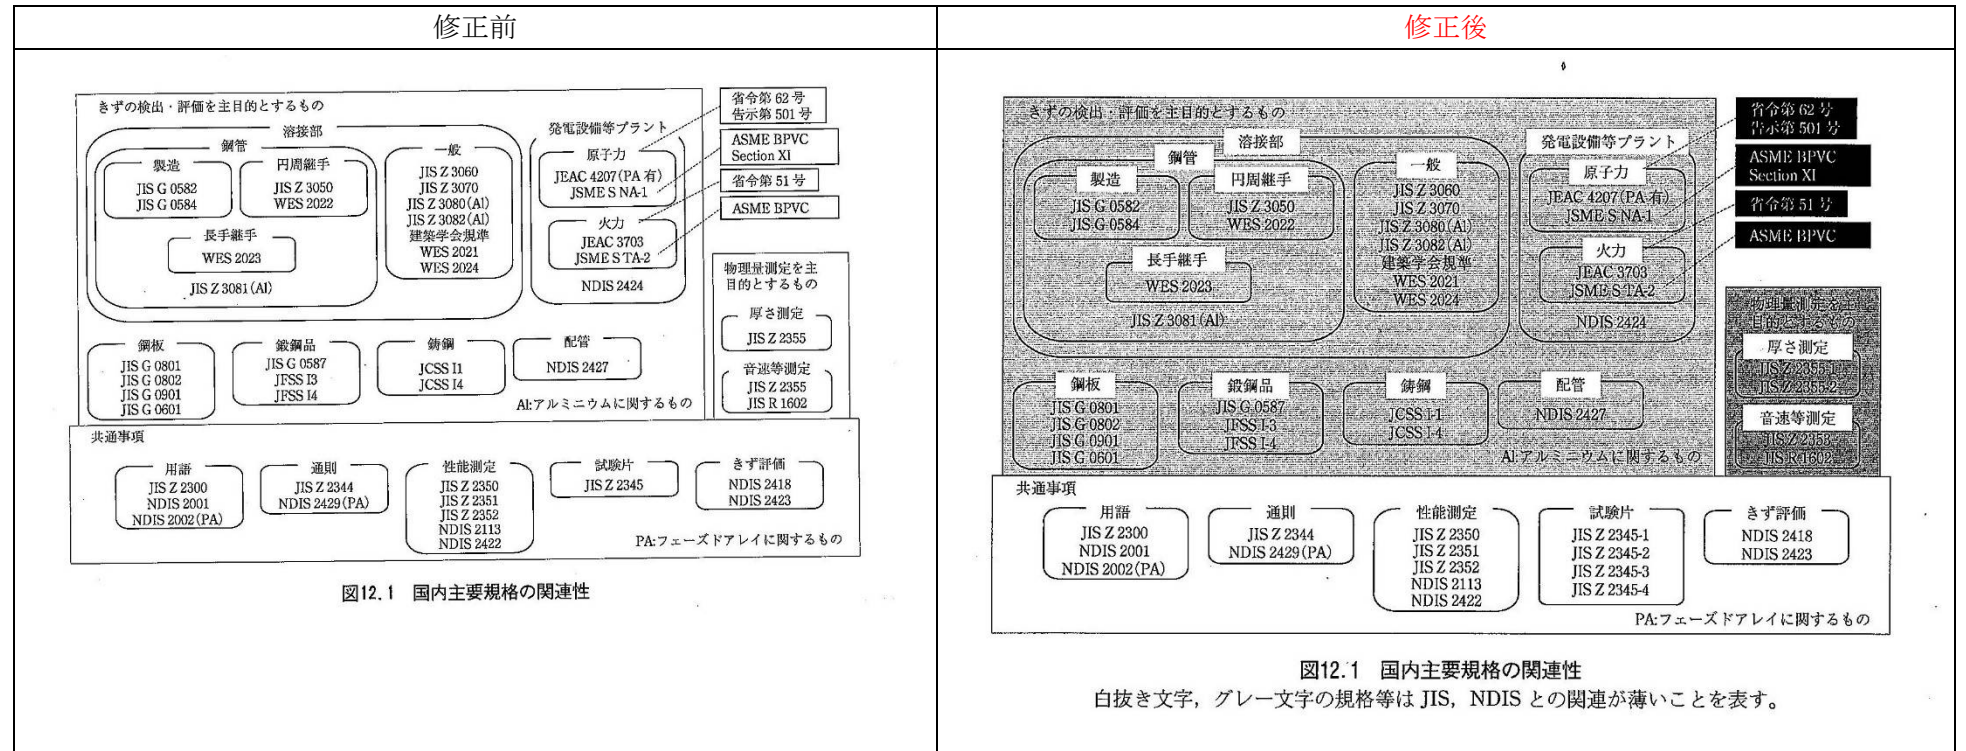 修正前
きずの検出・評価を主目的とするもの
溶接部
鋼管
製造
JIS G 0582
JIS G 0584
円周継手
JIS Z 3050
WES 2022
長手継手
WES 2023
JIS Z 3081(Al)
一般
JIS Z 3060
JIS Z 3070
JIS Z 3080(Al)
JIS Z 3082(Al)
建築学会規準
WES 2021
WES 2024
発電設備等プラント
原子力
JEAC 4207(PA 有)
JSME S NA-1
火力
JEAC 3703
JSME S TA-2
NDIS 2424
省令第 62 号
告示第 501 号
ASME BPVC
Section XI
省令第 51 号
ASME BPVC
物理量測定を主
目的とするもの
厚さ測定
JIS Z 2355
音速等測定
JIS Z 2355
JIS R 1602
鋼板
JIS G 0801
JIS G 0802
JIS G 0901
JIS G 0601
鍛鋼品
JIS G 0587
JFSS I3
JFSS I4
鋳鋼
JCSS I1
JCSS I4
配管
NDIS 2427
Al:アルミニウムに関するもの
共通事項
用語
JIS Z 2300
NDIS 2001
NDIS 2002(PA)
通則
JIS Z 2344
NDIS 2429(PA)
性能測定
JIS Z 2350
JIS Z 2351
JIS Z 2352
NDIS 2113
NDIS 2422
試験片
JIS Z 2345
きず評価
NDIS 2418
NDIS 2423
PA:フェーズドアレイに関するもの
図12.1 国内主要規格の関連性
修正後
きずの検出・評価を主目的とするもの
溶接部
鋼管
製造
JIS G 0582
JIS G 0584
円周継手
JIS Z 3050
WES 2022
長手継手
WES 2023
JIS Z 3081(Al)
一般
JIS Z 3060
JIS Z 3070
JIS Z 3080(Al)
JIS Z 3082(Al)
建築学会規準
WES 2021
WES 2024
発電設備等プラント
原子力
JEAC 4207(PA 有)
JSME S NA-1
火力
JEAC 3703
JSME S TA-2
NDIS 2424
省令第 62 号
告示第 501 号
ASME BPVC
Section XI
省令第 51 号
ASME BPVC
物理量測定を主
目的とするもの
厚さ測定
JIS Z 2355-1
JIS Z 2355-2
音速等測定
JIS Z 2353
JIS R 1602
鋼板
JIS G 0801
JIS G 0802
JIS G 0901
JIS G 0601
鍛鋼品
JIS G 0587
JFSS I-3
JFSS I-4
鋳鋼
JCSS I-1
JCSS I-4
配管
NDIS 2427
Al:アルミニウムに関するもの
共通事項
用語
JIS Z 2300
NDIS 2001
NDIS 2002(PA)
通則
JIS Z 2344
NDIS 2429(PA)
性能測定
JIS Z 2350
JIS Z 2351
JIS Z 2352
NDIS 2113
NDIS 2422
試験片
JIS Z 2345-1
JIS Z 2345-2
JIS Z 2345-3
JIS Z 2345-4
きず評価
NDIS 2418
NDIS 2423
PA:フェーズドアレイに関するもの
図12.1 国内主要規格の関連性
白抜き文字，グレー文字の規格等は JIS，NDIS との関連が薄いことを表す。